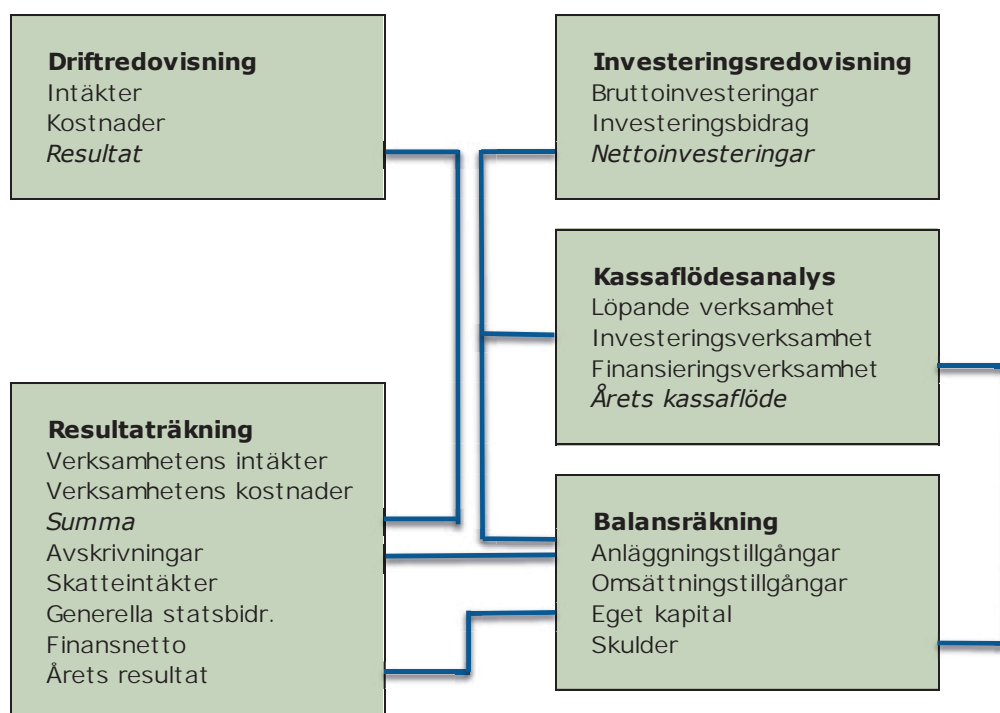 Driftredovisning
Intäkter
Kostnader
Resultat
Investeringsredovisning
Bruttoinvesteringar
Investeringsbidrag
Nettoinvesteringar
Kassaflödesanalys
Löpande verksamhet
Investeringsverksamhet
Finansieringsverksamhet
Årets kassaflöde
Resultaträkning
Verksamhetens intäkter
Verksamhetens kostnader
Summa
Avskrivningar
Skatteintäkter
Generella statsbidr.
Finansnetto
Årets resultat
Balansräkning
Anläggningstillgångar
Omsättningstillgångar
Eget kapital
Skulder